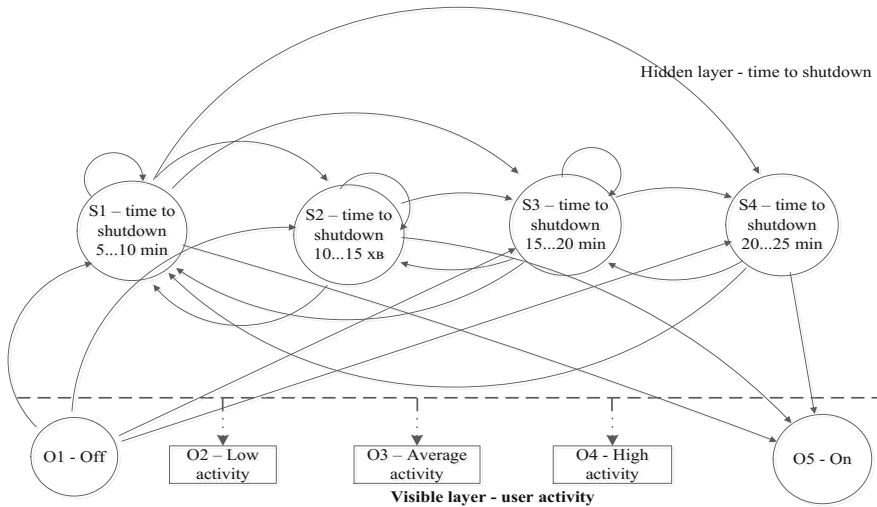 Hidden layer - time to shutdown
S1 – time to
shutdown
5...10 min
S2 – time to
shutdown
10...15 хв
S3 – time to
shutdown
15...20 min
S4 – time to
shutdown
20...25 min
O1 - Off
O2 – Low
activity
O3 – Average
activity
O4 - High
activity
O5 - On
Visible layer - user activity